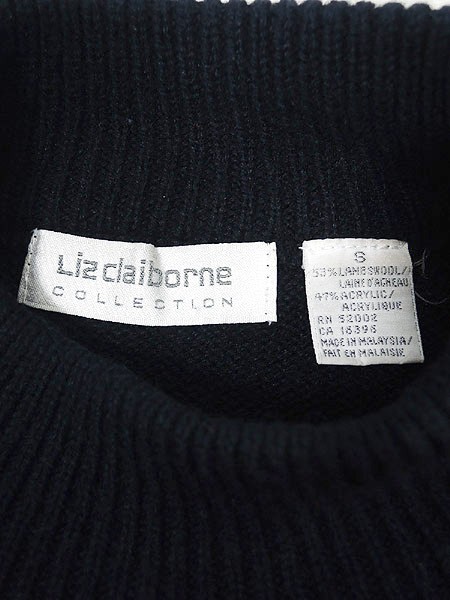 Liz claiborne
COLLECTION
S
53% LAMBSWOOL/
LAINE D'AGNEAU
47% ACRYLIC/
ACRYLIQUE
RN 52002
CA 16396
MADE IN MALAYSIA/
FAIT EN MALAISIE